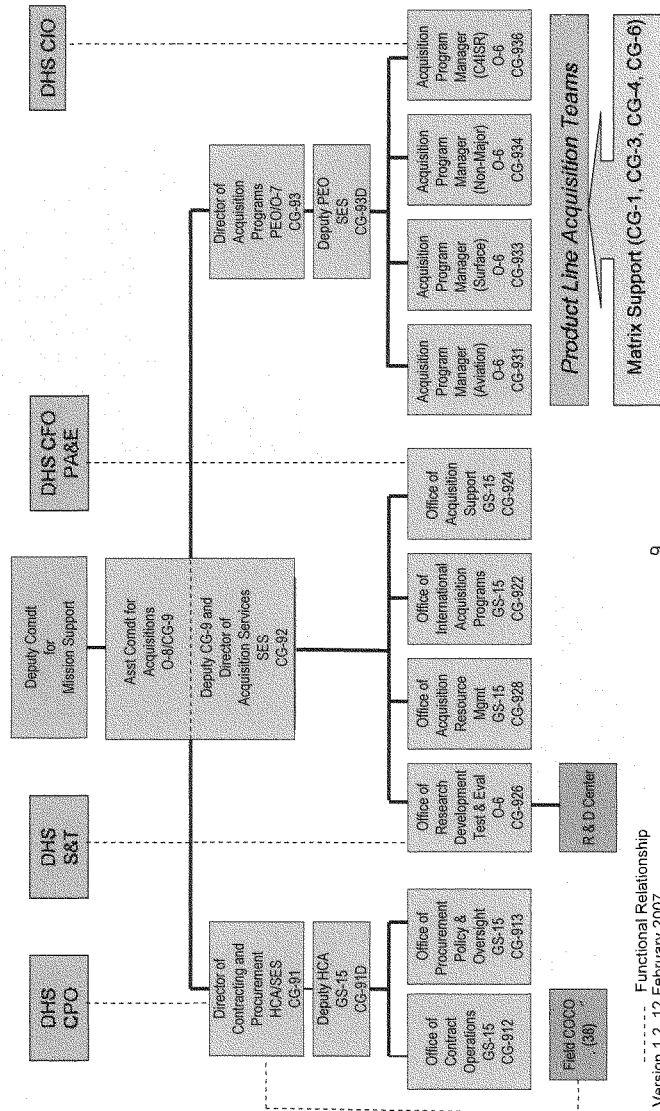 DHS
CPO
DHS
S&T
Deputy Comdt
for
Mission Support
DHS CFO
PA&E
DHS CIO
Asst Comdt for
Acquisitions
O-8/CG-9
Deputy CG-9 and
Director of
Acquisition Services
SES
CG-92
Director of
Contracting and
Procurement
HCA/SES
CG-91
Deputy HCA
GS-15
CG-91D
Director of
Acquisition
Programs
PEO/O-7
CG-93
Deputy PEO
SES
CG-93D
Office of
Contract
Operations
GS-15
CG-912
Office of
Procurement
Policy &
Oversight
GS-15
CG-913
Office of
Research
Development
Test & Eval
O-6
CG-926
Office of
Acquisition
Resource
Mgmt
GS-15
CG-928
Office of
International
Acquisition
Programs
GS-15
CG-922
Office of
Acquisition
Support
GS-15
CG-924
Acquisition
Program
Manager
(Aviation)
O-6
CG-931
Acquisition
Program
Manager
(Surface)
O-6
CG-933
Acquisition
Program
Manager
(Non-Major)
O-6
CG-934
Acquisition
Program
Manager
(C4ISR)
O-6
CG-936
Field COCO
(38)
R & D Center
Product Line Acquisition Teams
Matrix Support (CG-1, CG-3, CG-4, CG-6)
Functional Relationship
Version 1.2, 12 February 2007
9